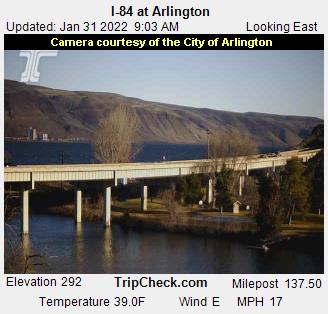 I-84 at Arlington
Updated: Jan 31 2022 9:03 AM Looking East
Camera courtesy of the City of Arlington
Elevation 292 TripCheck.com Milepost 137.50
Temperature 39.0F Wind E MPH 17